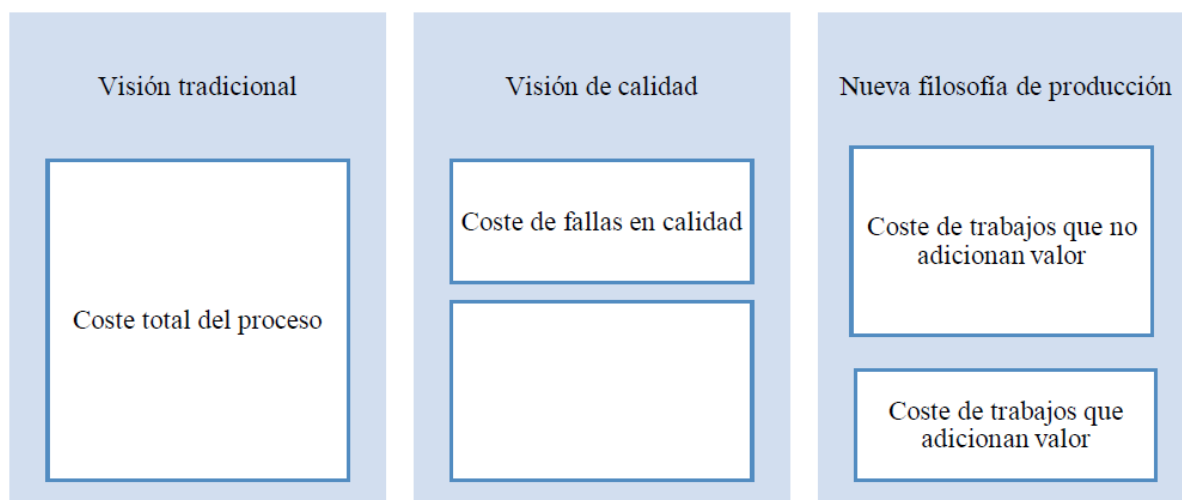 Visión tradicional
Coste total del proceso
Visión de calidad
Coste de fallas en calidad
Nueva filosofía de producción
Coste de trabajos que no
adicionan valor
Coste de trabajos que
adicionan valor